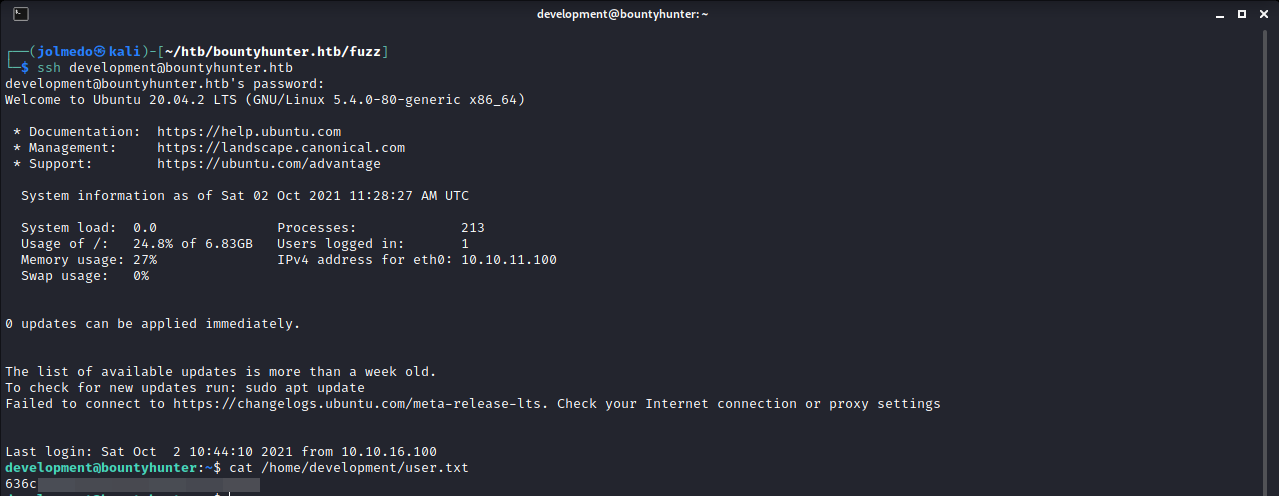 development@bountyhunter: ~
┌──(jolmedo㉿kali)-[~/htb/bountyhunter.htb/fuzz]
└─$ ssh development@bountyhunter.htb
development@bountyhunter.htb's password:
Welcome to Ubuntu 20.04.2 LTS (GNU/Linux 5.4.0-80-generic x86_64)
* Documentation:  https://help.ubuntu.com
* Management:     https://landscape.canonical.com
* Support:        https://ubuntu.com/advantage
System information as of Sat 02 Oct 2021 11:28:27 AM UTC
System load:  0.0               Processes:             213
Usage of /:   24.8% of 6.83GB   Users logged in:       1
Memory usage: 27%               IPv4 address for eth0: 10.10.11.100
Swap usage:   0%
0 updates can be applied immediately.
The list of available updates is more than a week old.
To check for new updates run: sudo apt update
Failed to connect to https://changelogs.ubuntu.com/meta-release-lts. Check your Internet connection or proxy settings
Last login: Sat Oct  2 10:44:10 2021 from 10.10.16.100
development@bountyhunter:~$ cat /home/development/user.txt
636c